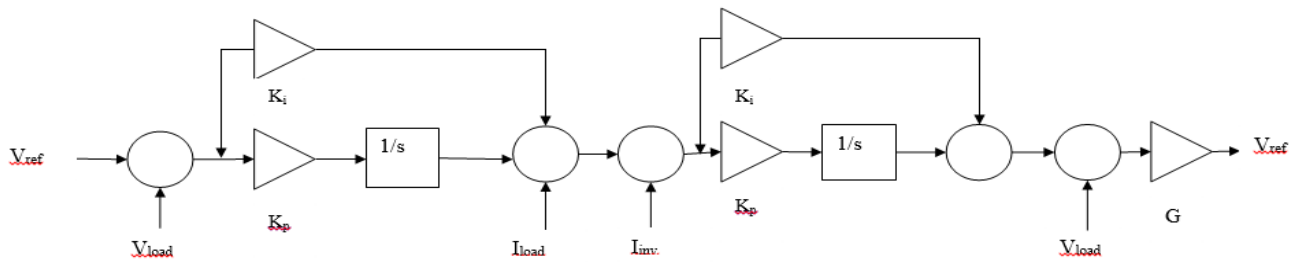 Ki
Ki
Vref
1/s
1/s
Vref
Kp
Kp
G
Vload
Iload
Iinv.
Vload